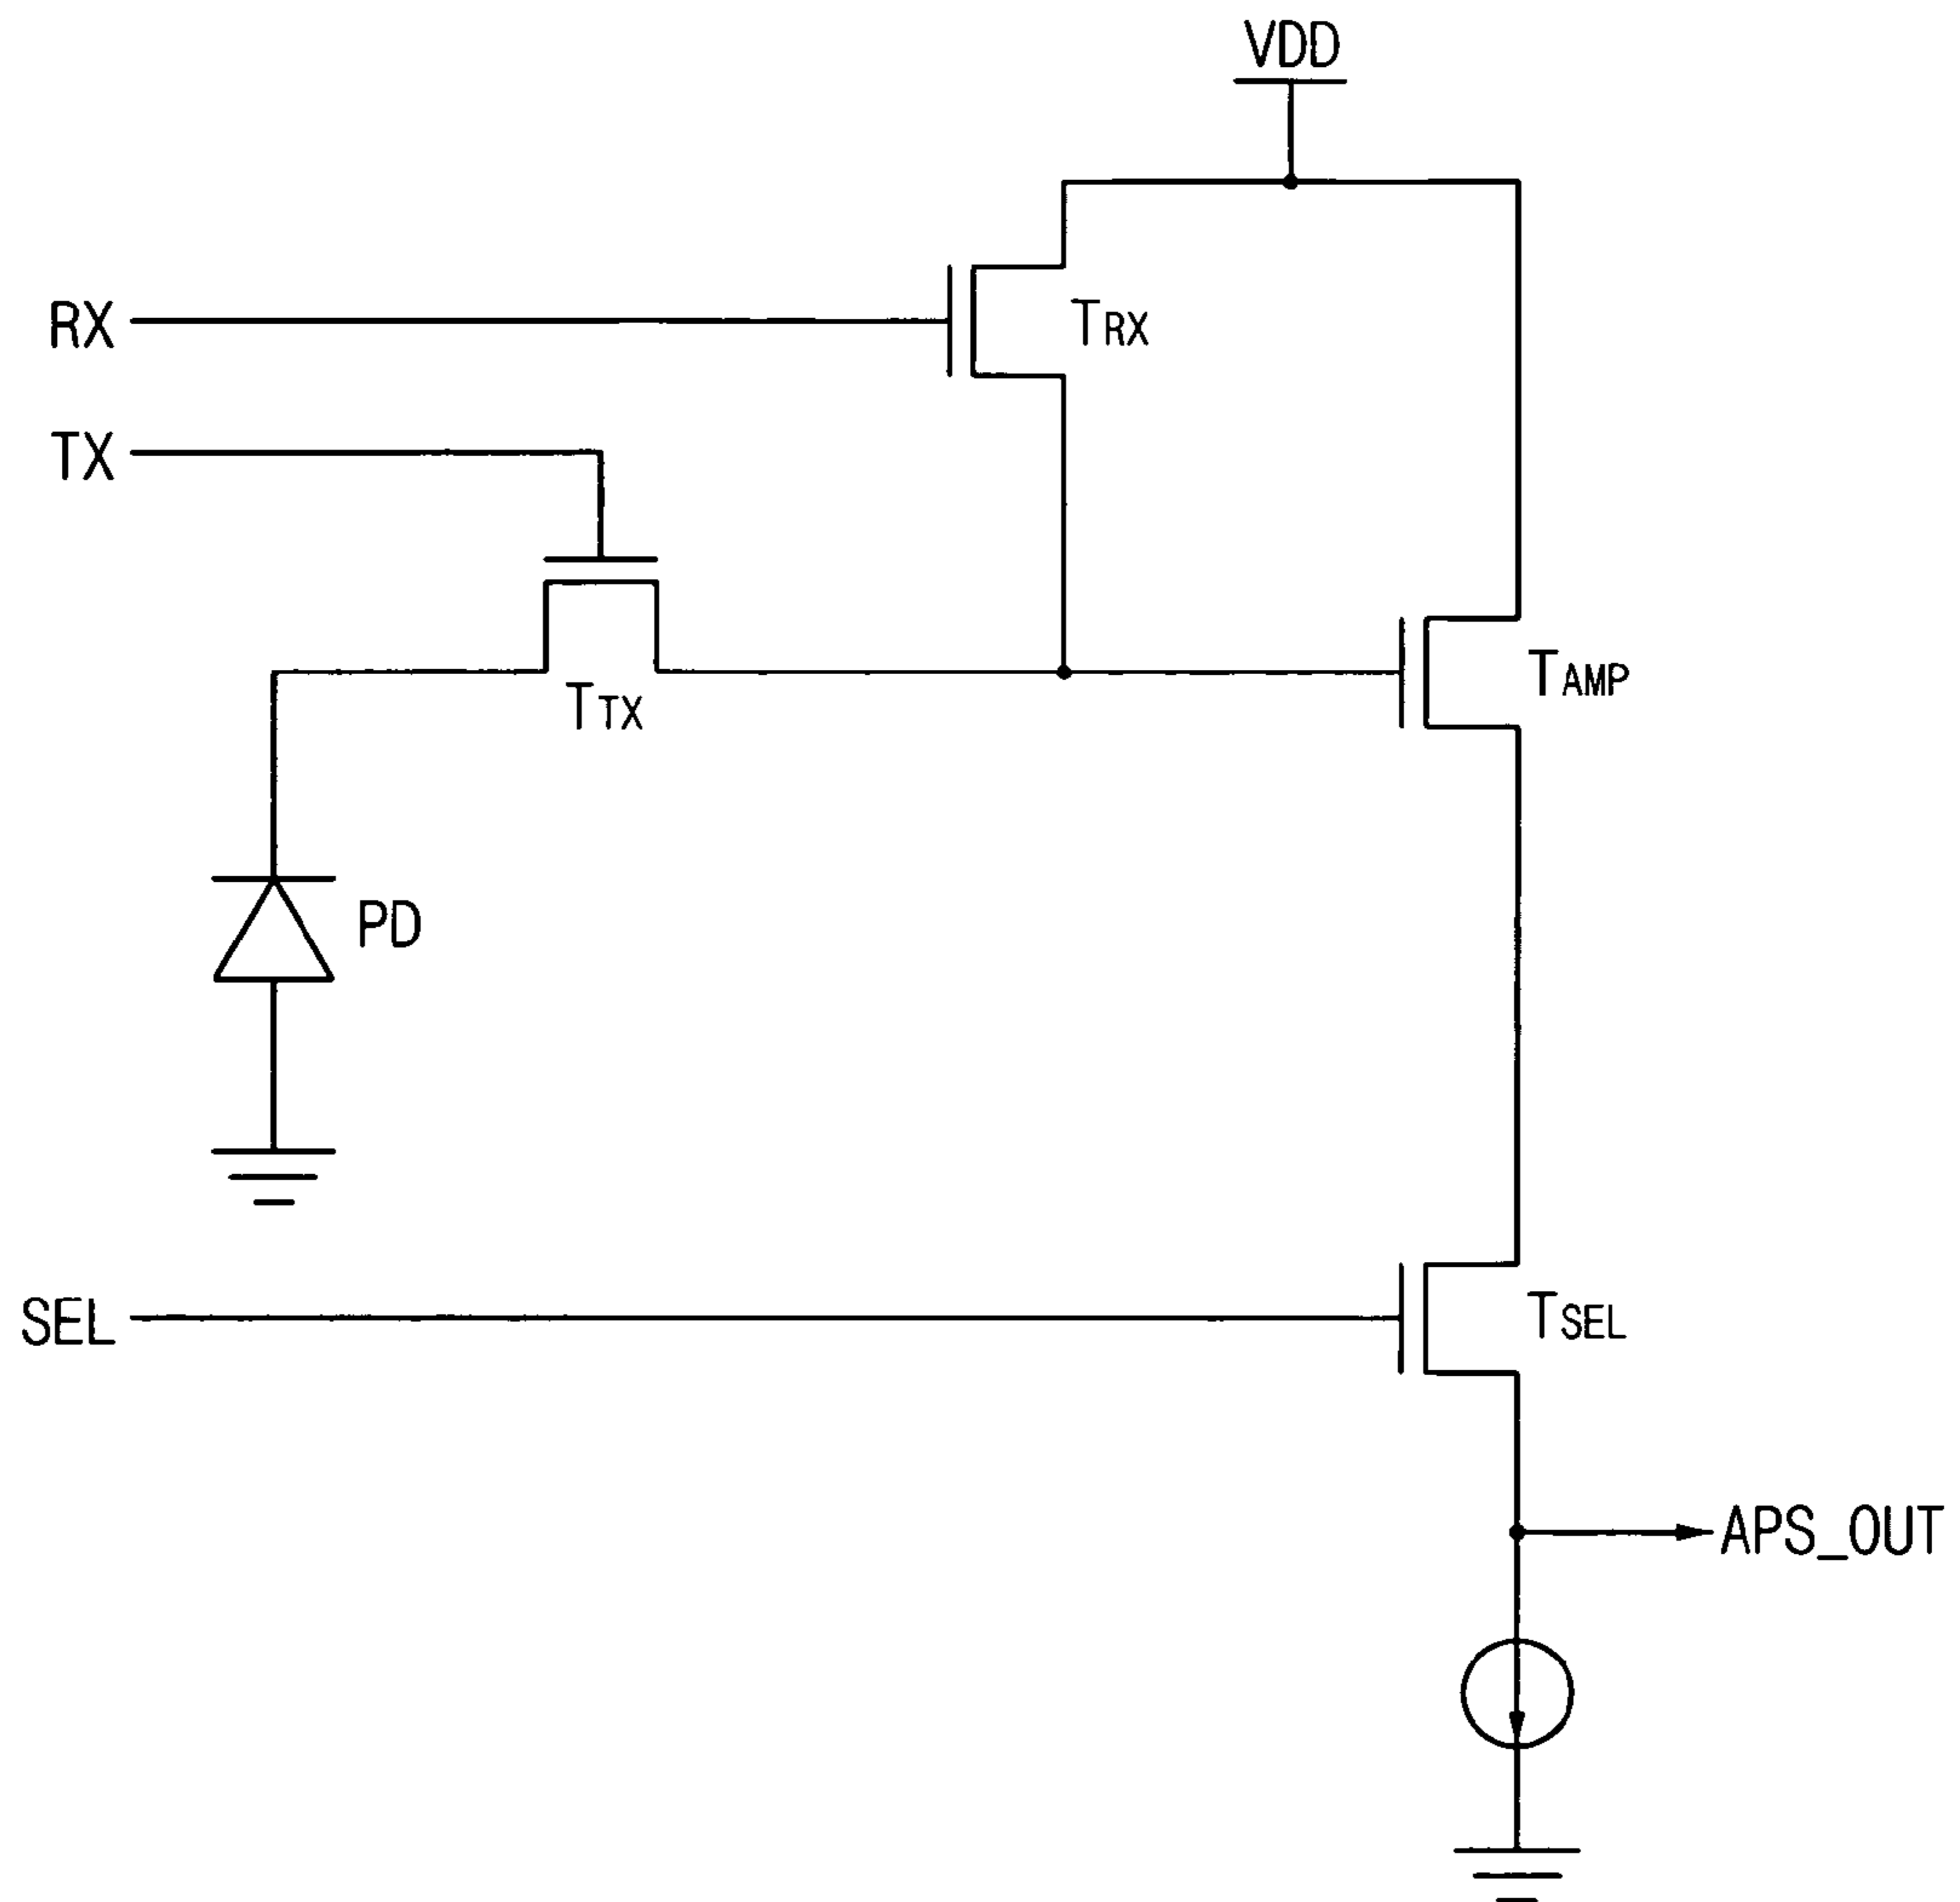 VDD
RX
TRX
TX
TTX
TAMP
PD
SEL
TSEL
APS_OUT